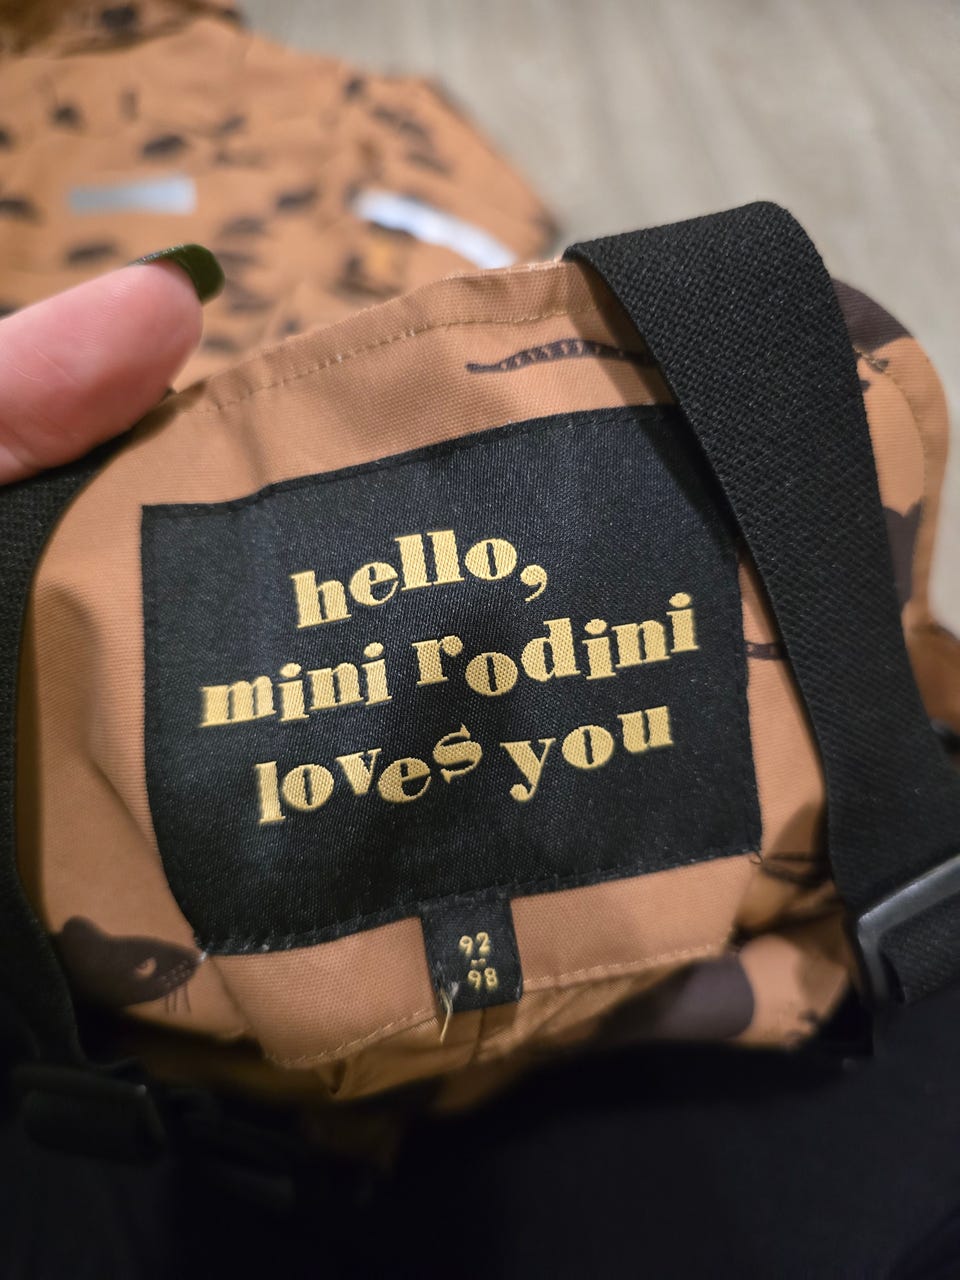 hello,
mini rodini
loves you
92
--
98